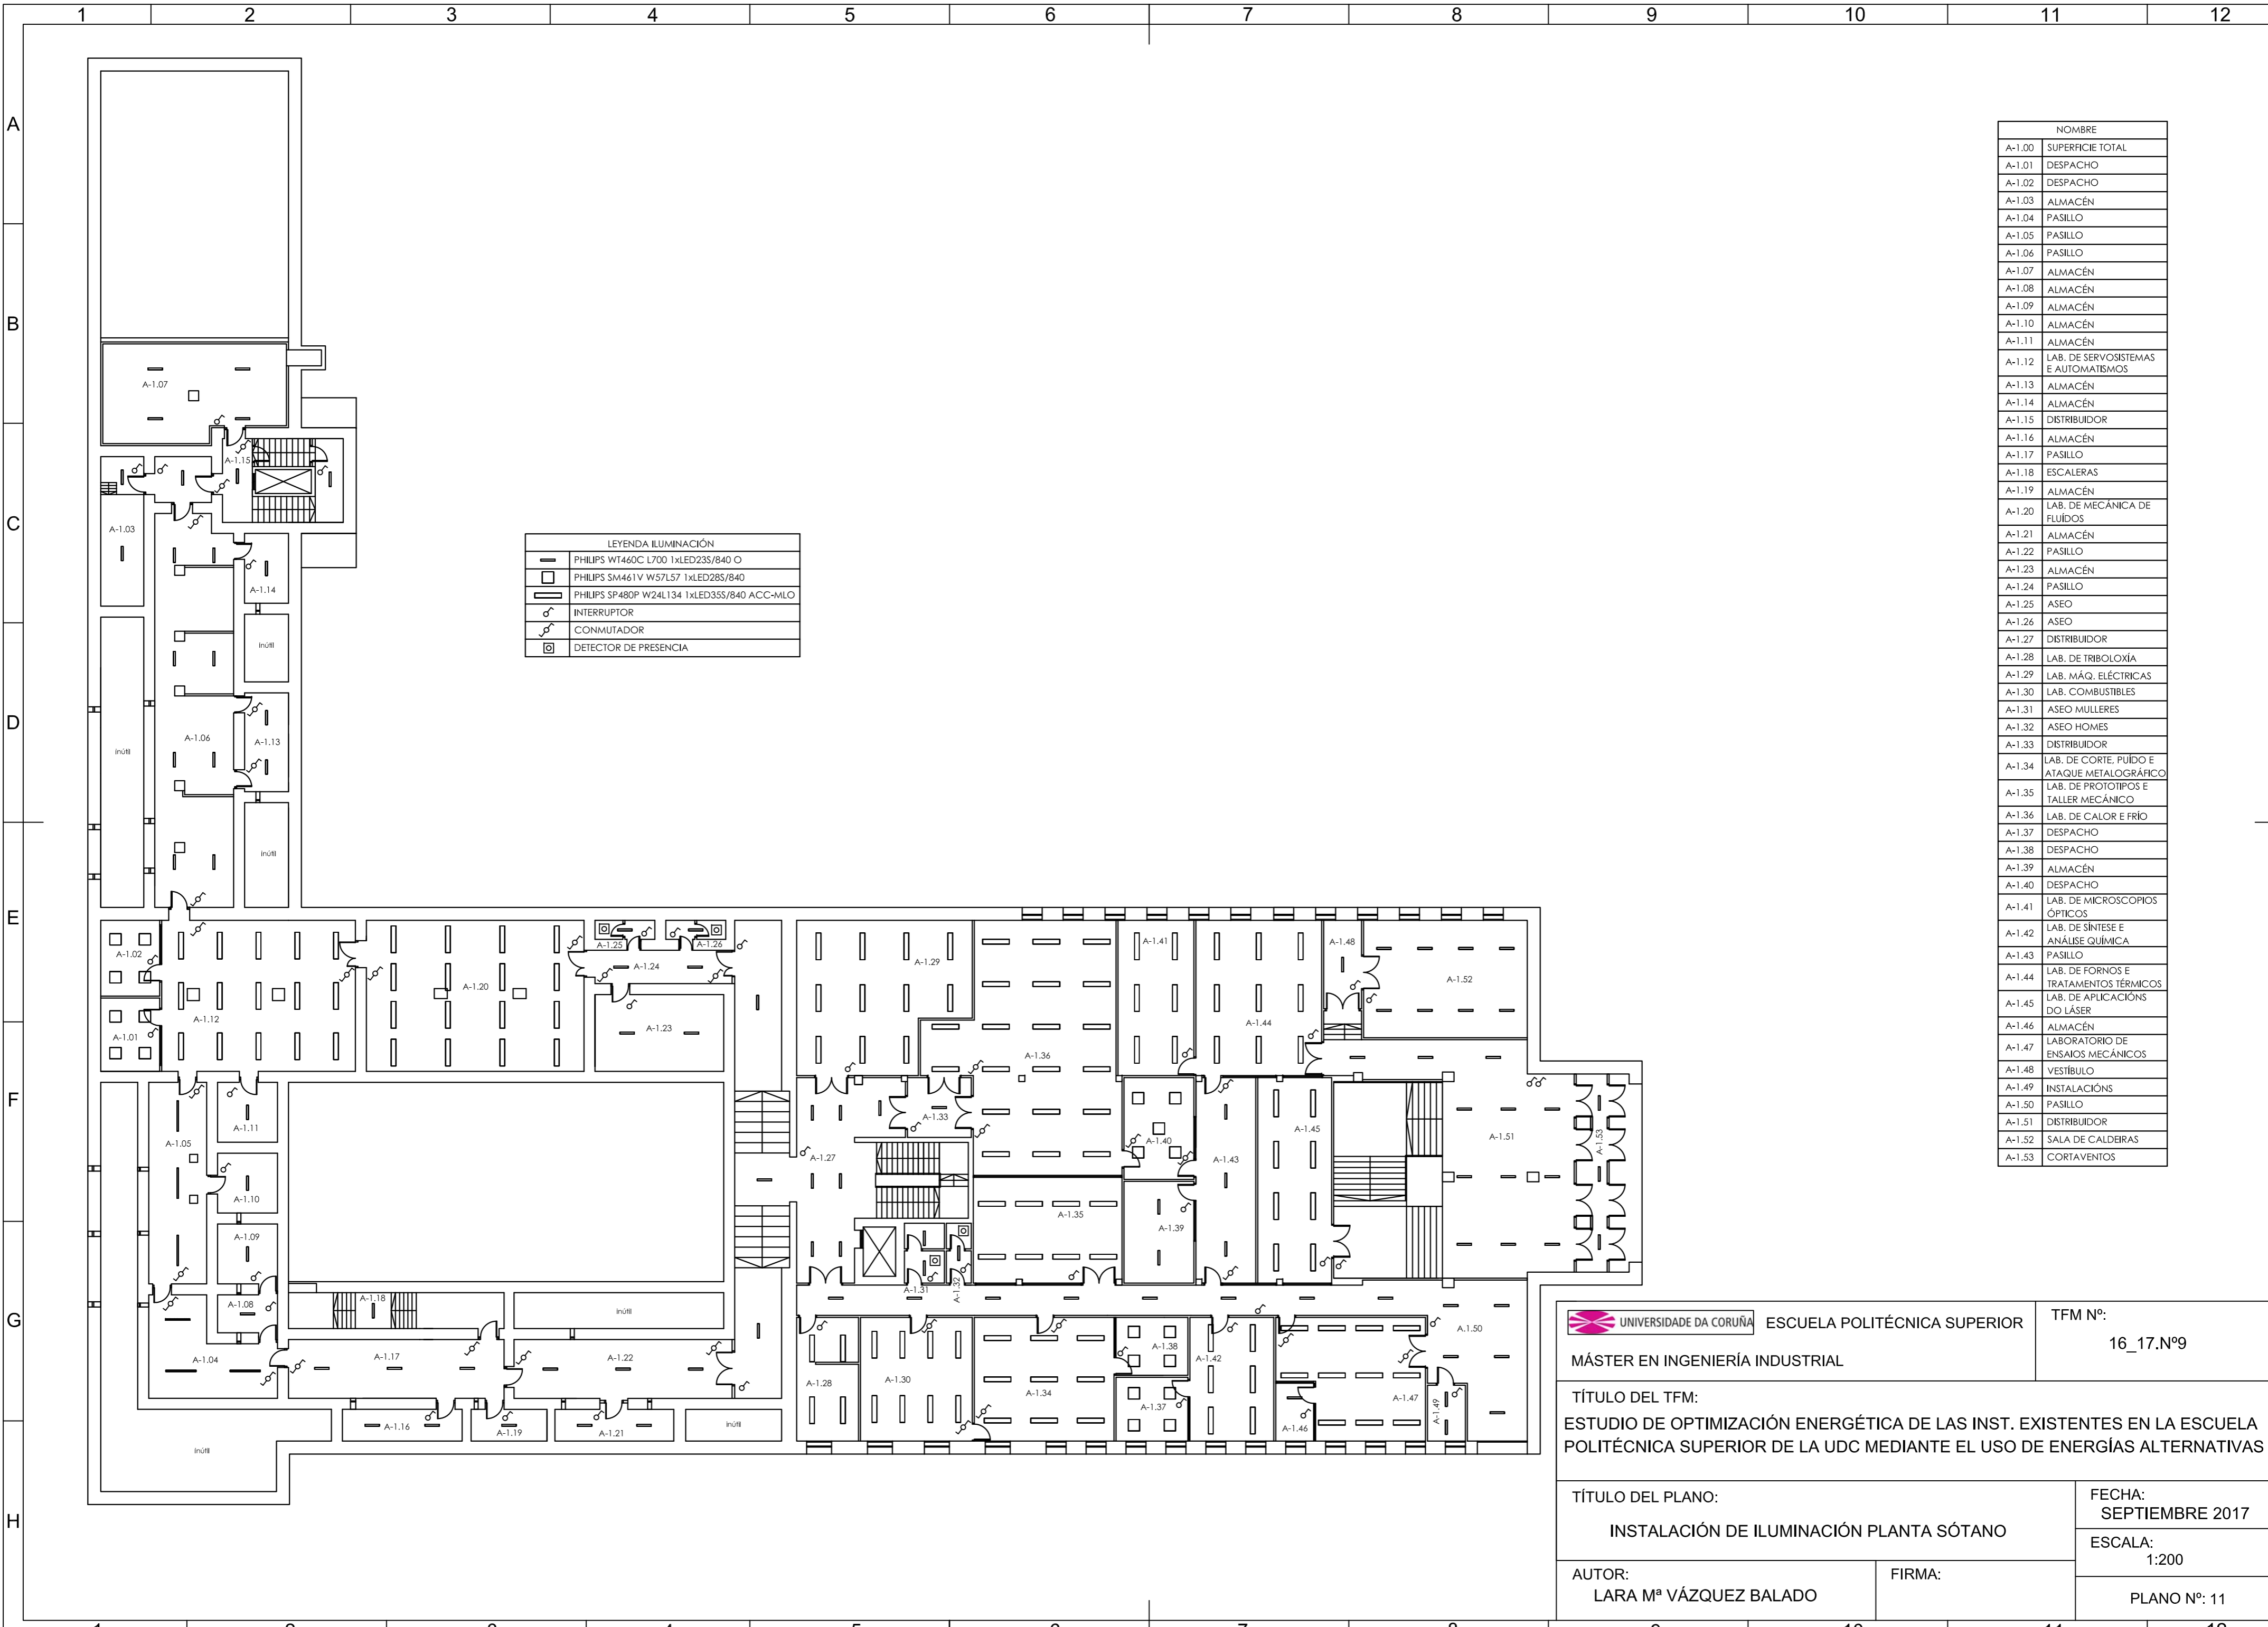 1 2 3 4 5 6 7 8 9 10 11 12
A
B
C
D
E
F
G
H
A-1.07
A-1.15
A-1.03
A-1.14
Inútil
Inútil
A-1.06
A-1.13
Inútil
A-1.02
A-1.12
A-1.01
A-1.20
A-1.25
A-1.26
A-1.24
A-1.23
A-1.05
A-1.11
A-1.10
A-1.09
A-1.08
A-1.04
A-1.18
Inútil
A-1.17
A-1.22
A-1.16
A-1.19
A-1.21
Inútil
Inútil
A-1.29
A-1.36
A-1.41
A-1.44
A-1.48
A-1.52
A-1.33
A-1.27
A-1.40
A-1.43
A-1.45
A-1.51
A-1.53
A-1.35
A-1.39
A-1.31
A-1.32
A-1.28
A-1.30
A-1.34
A-1.38
A-1.37
A-1.42
A-1.46
A-1.47
A-1.49
A.1.50
LEYENDA ILUMINACIÓN
PHILIPS WT460C L700 1xLED23S/840 O
PHILIPS SM461V W57L57 1xLED28S/840
PHILIPS SP480P W24L134 1xLED35S/840 ACC-MLO
INTERRUPTOR
CONMUTADOR
DETECTOR DE PRESENCIA
NOMBRE
A-1.00 SUPERFICIE TOTAL
A-1.01 DESPACHO
A-1.02 DESPACHO
A-1.03 ALMACÉN
A-1.04 PASILLO
A-1.05 PASILLO
A-1.06 PASILLO
A-1.07 ALMACÉN
A-1.08 ALMACÉN
A-1.09 ALMACÉN
A-1.10 ALMACÉN
A-1.11 ALMACÉN
A-1.12 LAB. DE SERVOSISTEMAS
E AUTOMATISMOS
A-1.13 ALMACÉN
A-1.14 ALMACÉN
A-1.15 DISTRIBUIDOR
A-1.16 ALMACÉN
A-1.17 PASILLO
A-1.18 ESCALERAS
A-1.19 ALMACÉN
A-1.20 LAB. DE MECÁNICA DE
FLUÍDOS
A-1.21 ALMACÉN
A-1.22 PASILLO
A-1.23 ALMACÉN
A-1.24 PASILLO
A-1.25 ASEO
A-1.26 ASEO
A-1.27 DISTRIBUIDOR
A-1.28 LAB. DE TRIBOLOXÍA
A-1.29 LAB. MÁQ. ELÉCTRICAS
A-1.30 LAB. COMBUSTIBLES
A-1.31 ASEO MULLERES
A-1.32 ASEO HOMES
A-1.33 DISTRIBUIDOR
A-1.34 LAB. DE CORTE, PUÍDO E
ATAQUE METALOGRÁFICO
A-1.35 LAB. DE PROTOTIPOS E
TALLER MECÁNICO
A-1.36 LAB. DE CALOR E FRÍO
A-1.37 DESPACHO
A-1.38 DESPACHO
A-1.39 ALMACÉN
A-1.40 DESPACHO
A-1.41 LAB. DE MICROSCOPIOS
ÓPTICOS
A-1.42 LAB. DE SÍNTESE E
ANÁLISE QUÍMICA
A-1.43 PASILLO
A-1.44 LAB. DE FORNOS E
TRATAMENTOS TÉRMICOS
A-1.45 LAB. DE APLICACIÓNS
DO LÁSER
A-1.46 ALMACÉN
A-1.47 LABORATORIO DE
ENSAIOS MECÁNICOS
A-1.48 VESTÍBULO
A-1.49 INSTALACIÓNS
A-1.50 PASILLO
A-1.51 DISTRIBUIDOR
A-1.52 SALA DE CALDEIRAS
A-1.53 CORTAVENTOS
UNIVERSIDADE DA CORUÑA ESCUELA POLITÉCNICA SUPERIOR
MÁSTER EN INGENIERÍA INDUSTRIAL
TFM Nº:
16_17.Nº9
TÍTULO DEL TFM:
ESTUDIO DE OPTIMIZACIÓN ENERGÉTICA DE LAS INST. EXISTENTES EN LA ESCUELA
POLITÉCNICA SUPERIOR DE LA UDC MEDIANTE EL USO DE ENERGÍAS ALTERNATIVAS
TÍTULO DEL PLANO:
INSTALACIÓN DE ILUMINACIÓN PLANTA SÓTANO
FECHA:
SEPTIEMBRE 2017
ESCALA:
1:200
AUTOR:
LARA Mª VÁZQUEZ BALADO
FIRMA:
PLANO Nº: 11